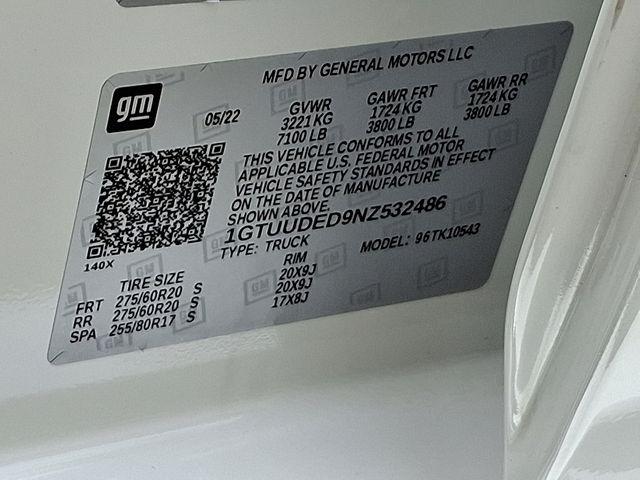 MFD BY GENERAL MOTORS LLC
gm
05/22
GVWR
3221 KG
7100 LB
GAWR FRT
1724 KG
3800 LB
GAWR RR
1724 KG
3800 LB
THIS VEHICLE CONFORMS TO ALL
APPLICABLE U.S. FEDERAL MOTOR
VEHICLE SAFETY STANDARDS IN EFFECT
ON THE DATE OF MANUFACTURE
SHOWN ABOVE.
1GTUUDED9NZ532486
TYPE: TRUCK MODEL: 96TK10543
140X
TIRE SIZE RIM
FRT 275/60R20 S 20X9J
RR 275/60R20 S 20X9J
SPA 255/80R17 S 17X8J